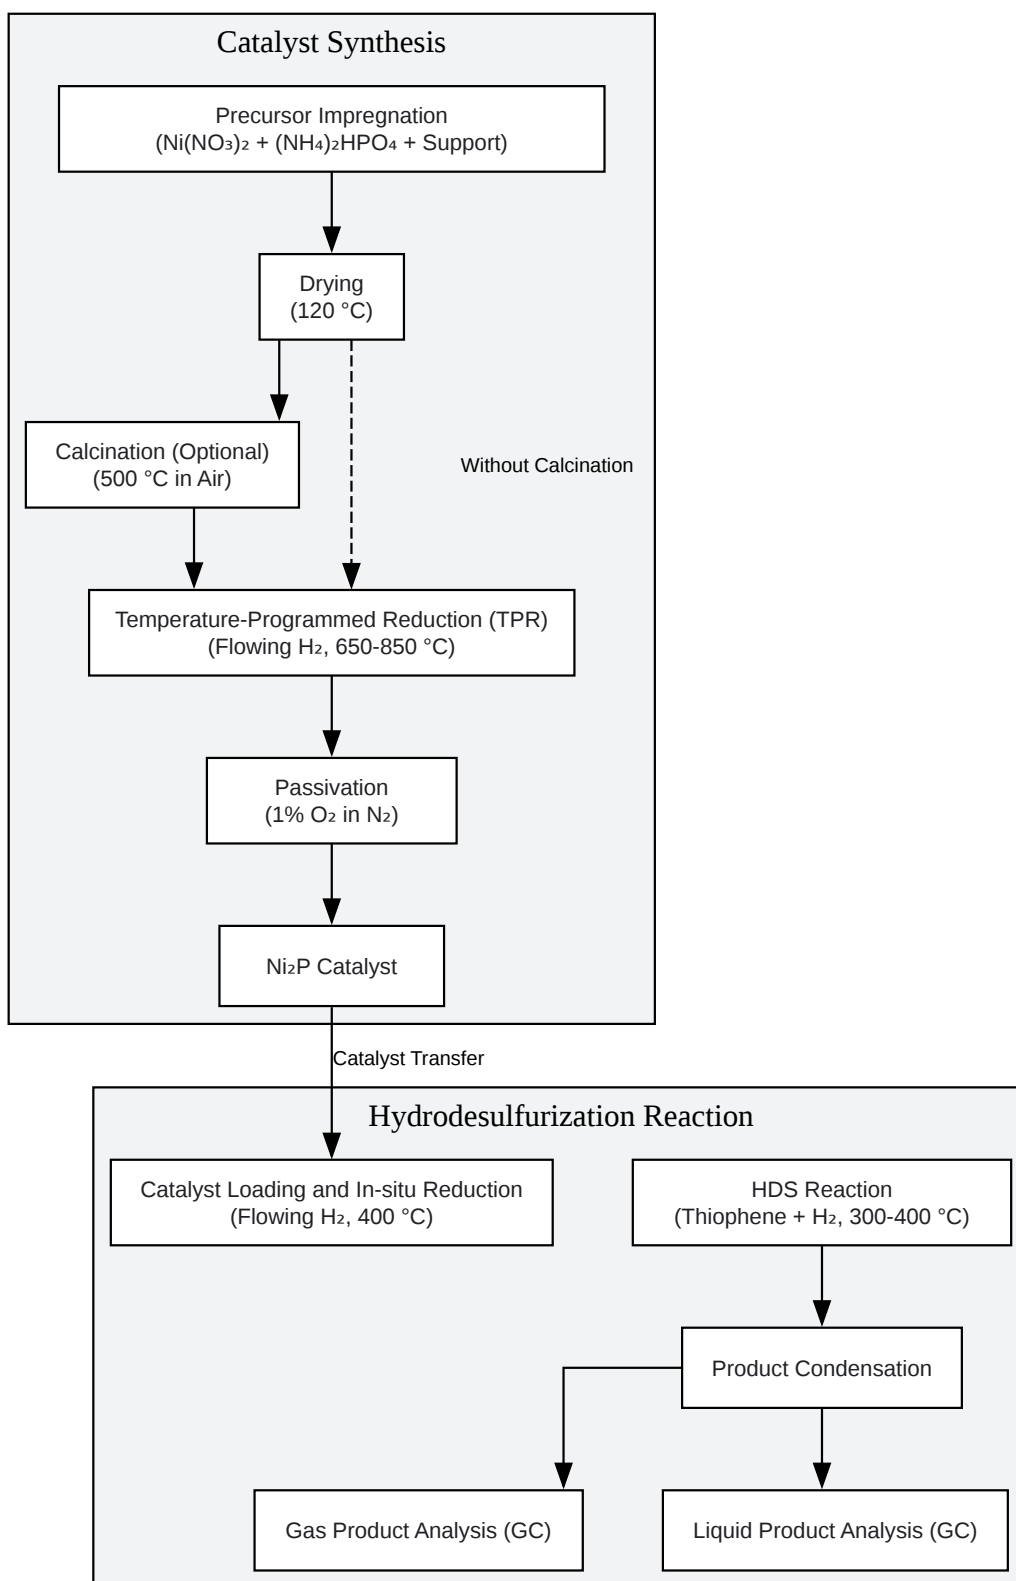 Catalyst Synthesis
Precursor Impregnation
(Ni(NO₃)₂ + (NH₄)₂HPO₄ + Support)
Drying
(120 °C)
Calcination (Optional)
(500 °C in Air)
Without Calcination
Temperature-Programmed Reduction (TPR)
(Flowing H₂, 650-850 °C)
Passivation
(1% O₂ in N₂)
Ni₂P Catalyst
Catalyst Transfer
Hydrodesulfurization Reaction
Catalyst Loading and In-situ Reduction
(Flowing H₂, 400 °C)
HDS Reaction
(Thiophene + H₂, 300-400 °C)
Product Condensation
Gas Product Analysis (GC)
Liquid Product Analysis (GC)